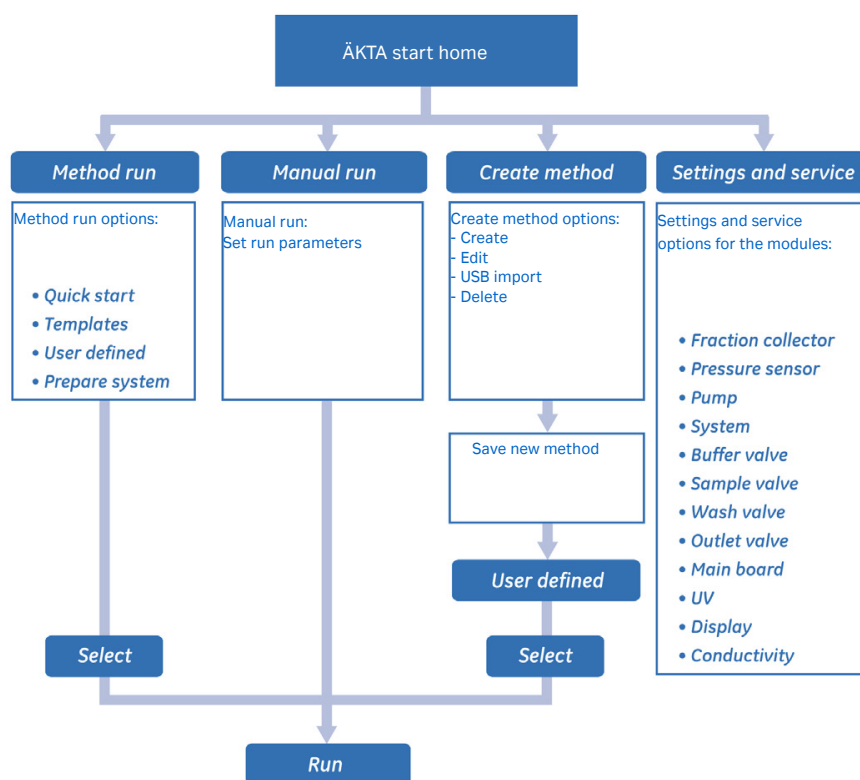 ÄKTA start home
Method run
Manual run
Create method
Settings and service
Method run options:
• Quick start
• Templates
• User defined
• Prepare system
Manual run:
Set run parameters
Create method options:
- Create
- Edit
- USB import
- Delete
Settings and service
options for the modules:
• Fraction collector
• Pressure sensor
• Pump
• System
• Buffer valve
• Sample valve
• Wash valve
• Outlet valve
• Main board
• UV
• Display
• Conductivity
Save new method
User defined
Select
Select
Run